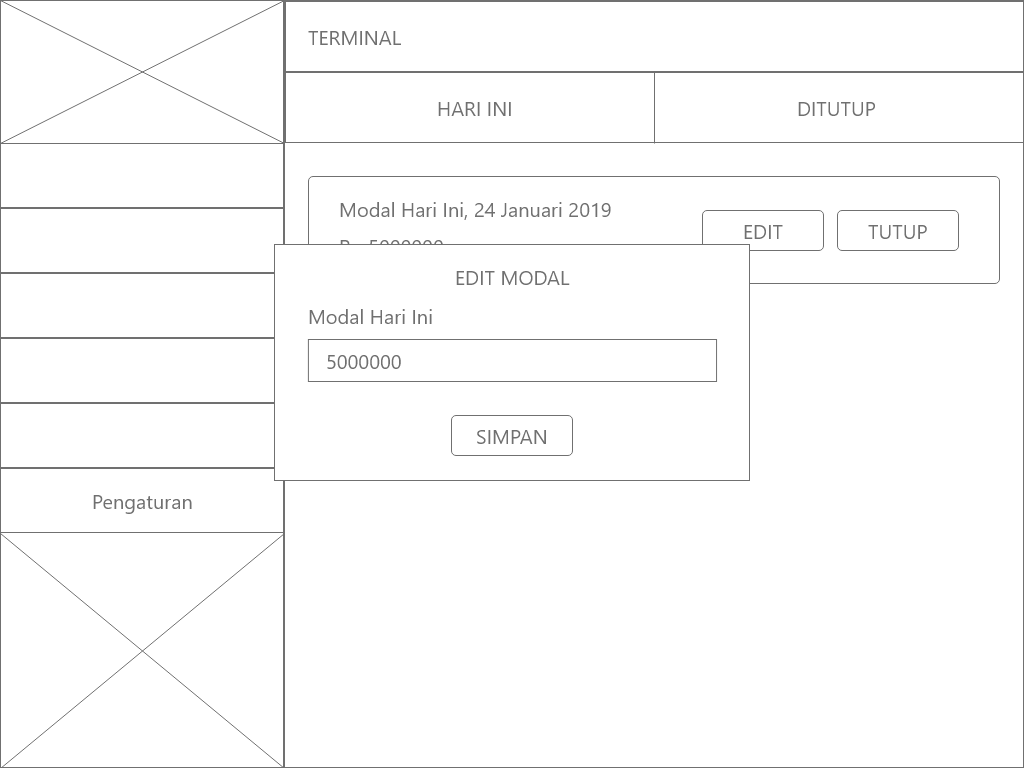 TERMINAL
HARI INI
DITUTUP
Modal Hari Ini, 24 Januari 2019
EDIT
TUTUP
EDIT MODAL
Modal Hari Ini
5000000
SIMPAN
Pengaturan